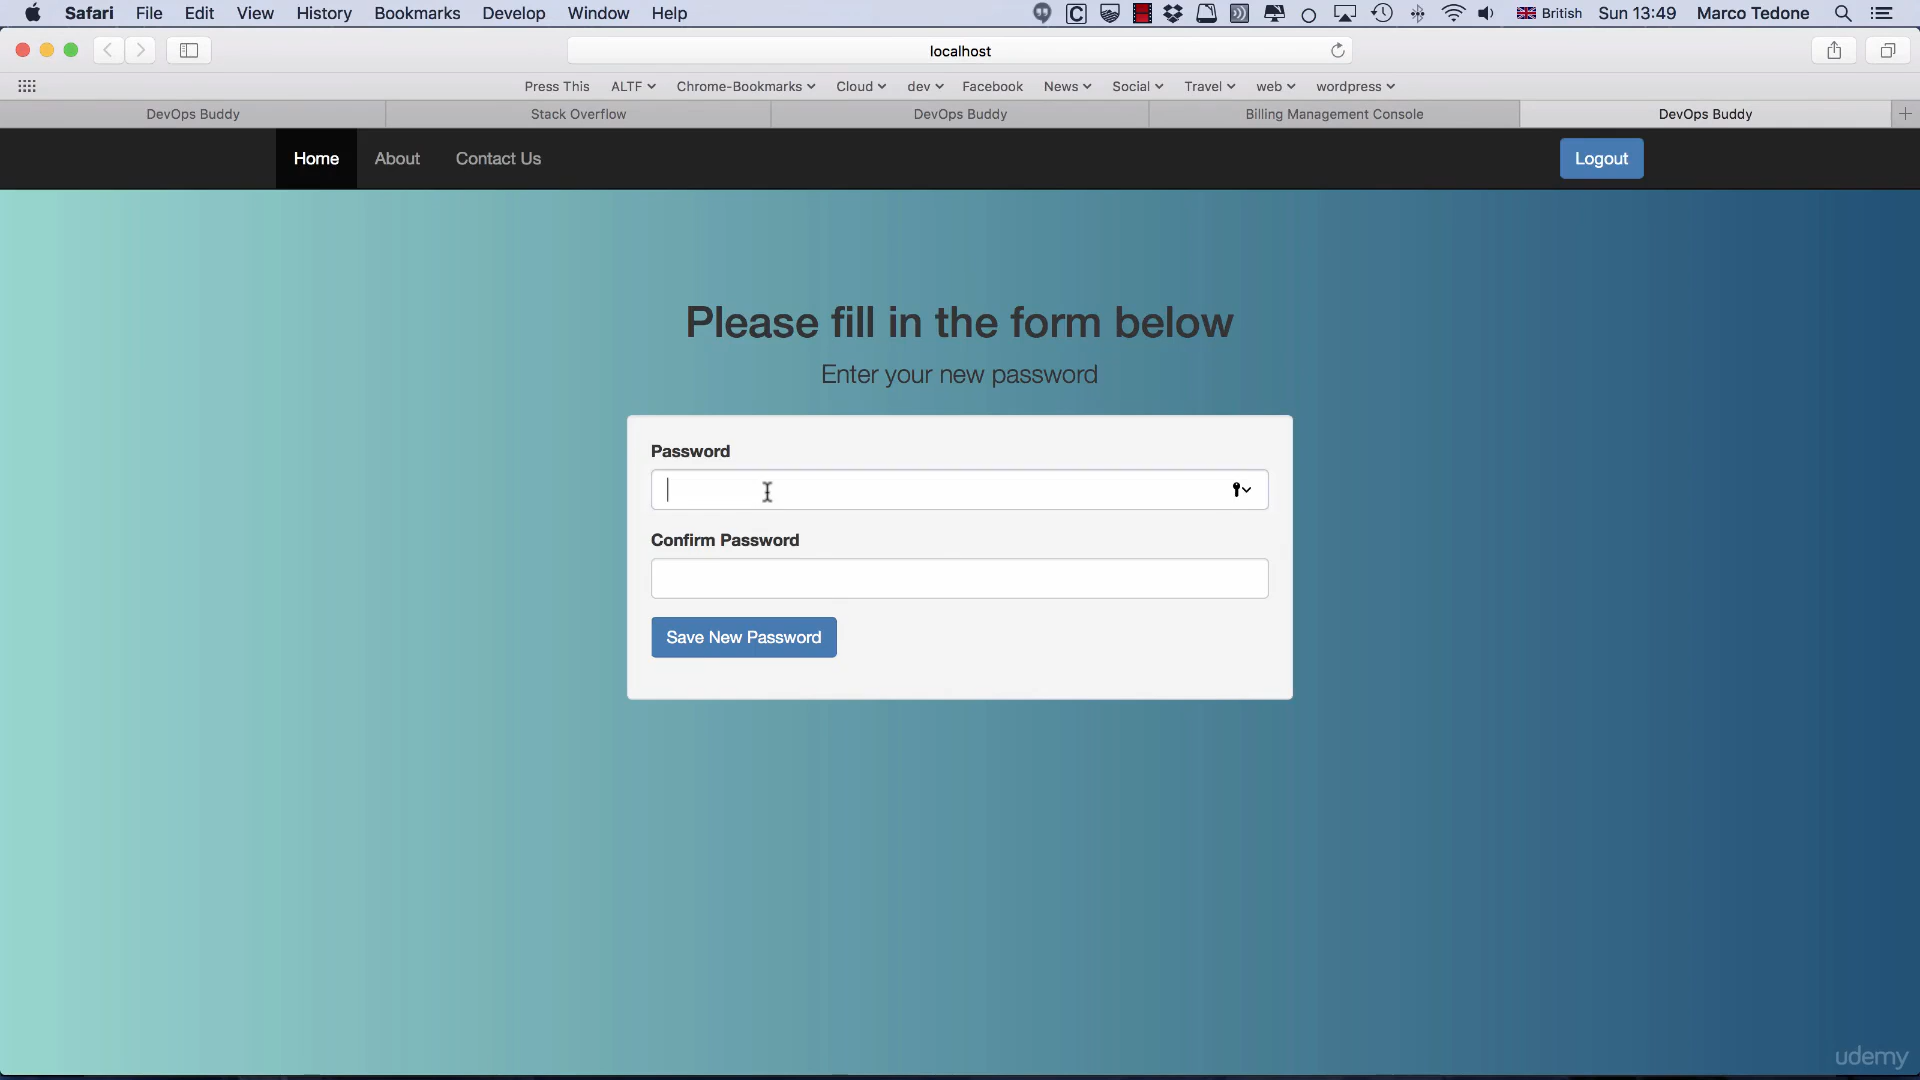 Safari File Edit View History Bookmarks Develop Window Help British Sun 13:49 Marco Tedone
localhost
Press This ALTF Chrome-Bookmarks Cloud dev Facebook News Social Travel web wordpress
DevOps Buddy Stack Overflow DevOps Buddy Billing Management Console DevOps Buddy
Home About Contact Us Logout
Please fill in the form below
Enter your new password
Password
Confirm Password
Save New Password
udemy